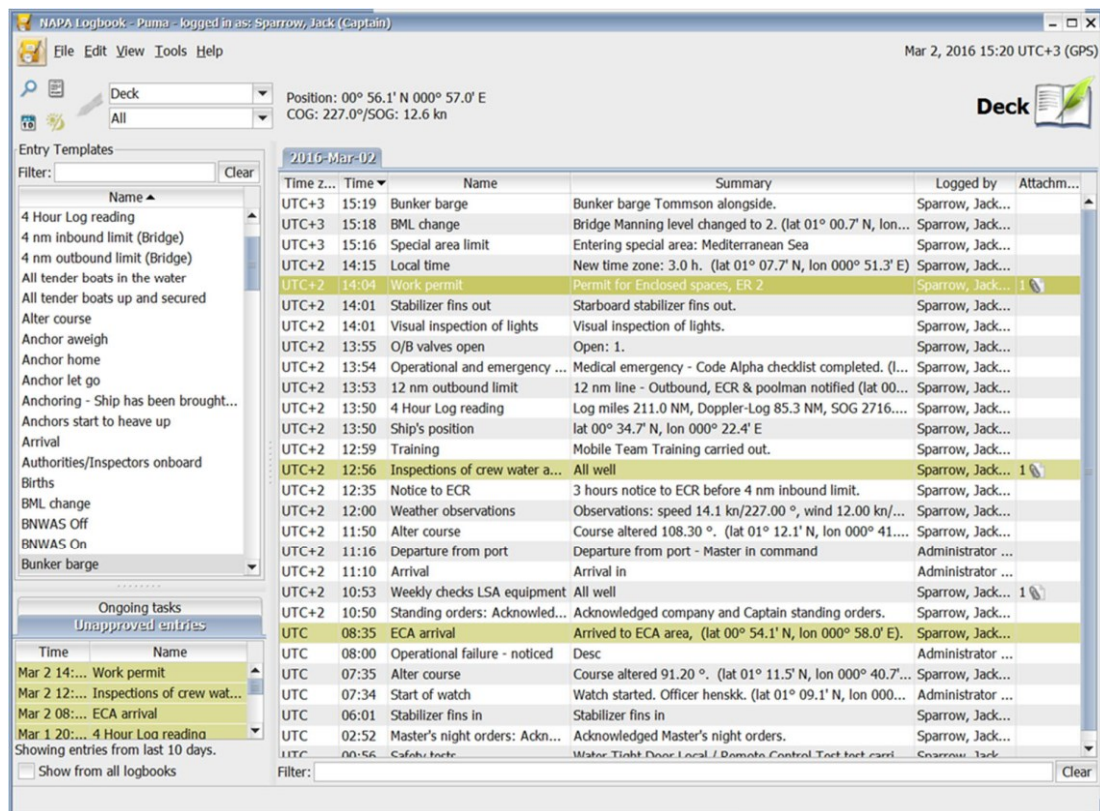 NAPA Logbook - Puma - logged in as: Sparrow, Jack (Captain)
File Edit View Tools Help
Mar 2, 2016 15:20 UTC+3 (GPS)
Deck
All
Position: 00° 56.1' N 000° 57.0' E
COG: 227.0°/SOG: 12.6 kn
Deck
Entry Templates
Filter: Clear
Name
4 Hour Log reading
4 nm inbound limit (Bridge)
4 nm outbound limit (Bridge)
All tender boats in the water
All tender boats up and secured
Alter course
Anchor aweigh
Anchor home
Anchor let go
Anchoring - Ship has been brought...
Anchors start to heave up
Arrival
Authorities/Inspectors onboard
Births
BML change
BNWAS Off
BNWAS On
Bunker barge
Ongoing tasks
Unapproved entries
Time Name
Mar 2 14:... Work permit
Mar 2 12:... Inspections of crew wat...
Mar 2 08:... ECA arrival
Mar 1 20:... 4 Hour Log reading
Showing entries from last 10 days.
Show from all logbooks
2016-Mar-02
Time z... Time Name Summary Logged by Attachm...
UTC+3 15:19 Bunker barge Bunker barge Tommson alongside. Sparrow, Jack...
UTC+3 15:18 BML change Bridge Manning level changed to 2. (lat 01° 00.7' N, lon... Sparrow, Jack...
UTC+3 15:16 Special area limit Entering special area: Mediterranean Sea Sparrow, Jack...
UTC+2 14:15 Local time New time zone: 3.0 h. (lat 01° 07.7' N, lon 000° 51.3' E) Sparrow, Jack...
UTC+2 14:04 Work permit Permit for Enclosed spaces, ER 2 Sparrow, Jack... 1
UTC+2 14:01 Stabilizer fins out Starboard stabilizer fins out. Sparrow, Jack...
UTC+2 14:01 Visual inspection of lights Visual inspection of lights. Sparrow, Jack...
UTC+2 13:55 O/B valves open Open: 1. Sparrow, Jack...
UTC+2 13:54 Operational and emergency ... Medical emergency - Code Alpha checklist completed. (l... Sparrow, Jack...
UTC+2 13:53 12 nm outbound limit 12 nm line - Outbound, ECR & poolman notified (lat 00... Sparrow, Jack...
UTC+2 13:50 4 Hour Log reading Log miles 211.0 NM, Doppler-Log 85.3 NM, SOG 2716.... Sparrow, Jack...
UTC+2 13:50 Ship's position lat 00° 34.7' N, lon 000° 22.4' E Sparrow, Jack...
UTC+2 12:59 Training Mobile Team Training carried out. Sparrow, Jack...
UTC+2 12:56 Inspections of crew water a... All well Sparrow, Jack... 1
UTC+2 12:35 Notice to ECR 3 hours notice to ECR before 4 nm inbound limit. Sparrow, Jack...
UTC+2 12:00 Weather observations Observations: speed 14.1 kn/227.00 °, wind 12.00 kn/... Sparrow, Jack...
UTC+2 11:50 Alter course Course altered 108.30 °. (lat 01° 12.1' N, lon 000° 41.... Sparrow, Jack...
UTC+2 11:16 Departure from port Departure from port - Master in command Administrator ...
UTC+2 11:10 Arrival Arrival in Administrator ...
UTC+2 10:53 Weekly checks LSA equipment All well Sparrow, Jack... 1
UTC+2 10:50 Standing orders: Acknowled... Acknowledged company and Captain standing orders. Sparrow, Jack...
UTC 08:35 ECA arrival Arrived to ECA area, (lat 00° 54.1' N, lon 000° 58.0' E). Sparrow, Jack...
UTC 08:00 Operational failure - noticed Desc Administrator ...
UTC 07:35 Alter course Course altered 91.20 °. (lat 01° 11.5' N, lon 000° 40.7'... Sparrow, Jack...
UTC 07:34 Start of watch Watch started. Officer henskk. (lat 01° 09.1' N, lon 000... Administrator ...
UTC 06:01 Stabilizer fins in Stabilizer fins in Sparrow, Jack...
UTC 02:52 Master's night orders: Ackn... Acknowledged Master's night orders. Sparrow, Jack...
UTC 00:56 Safety tests Water Tight Door Local / Remote Control Test test carri... Sparrow, Jack...
Filter: Clear